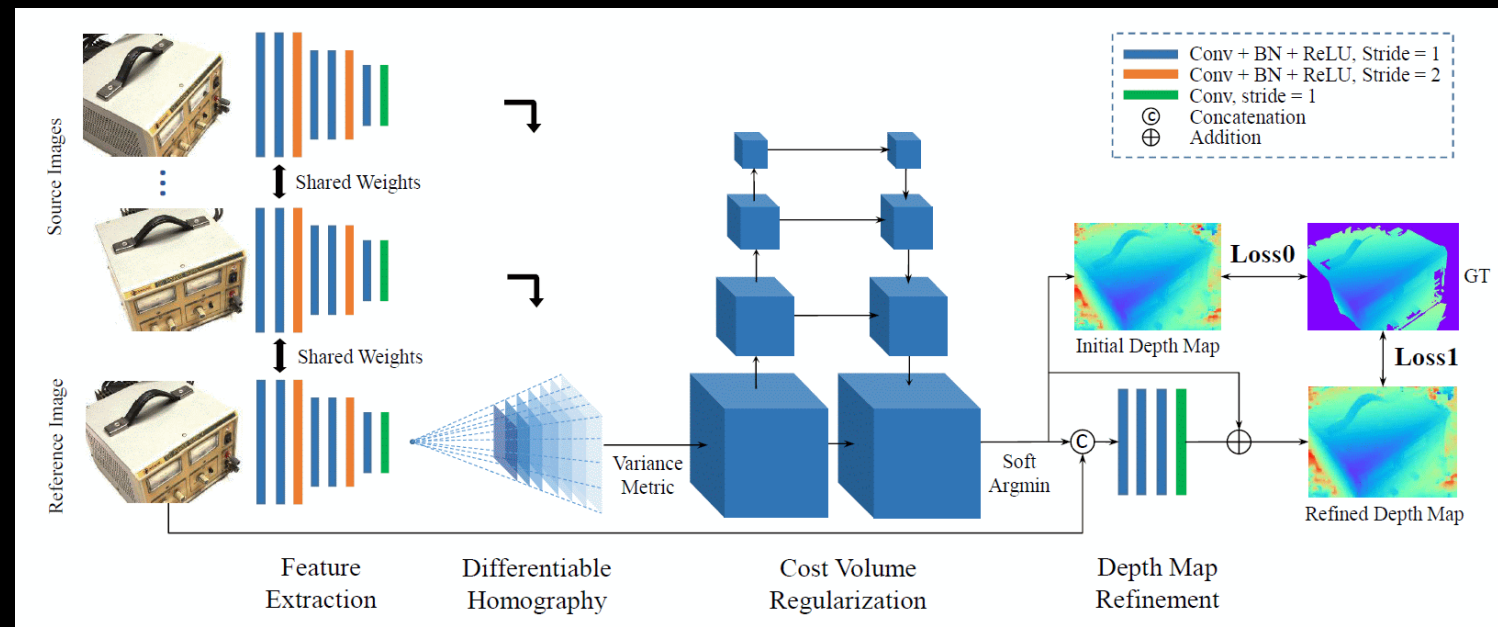 Source Images
Reference Image
Shared Weights
Shared Weights
Conv + BN + ReLU, Stride = 1
Conv + BN + ReLU, Stride = 2
Conv, stride = 1
C
Concatenation
Addition
Loss0
GT
Initial Depth Map
Loss1
Variance
Metric
Soft
Argmin
C
Refined Depth Map
Feature
Extraction
Differentiable
Homography
Cost Volume
Regularization
Depth Map
Refinement